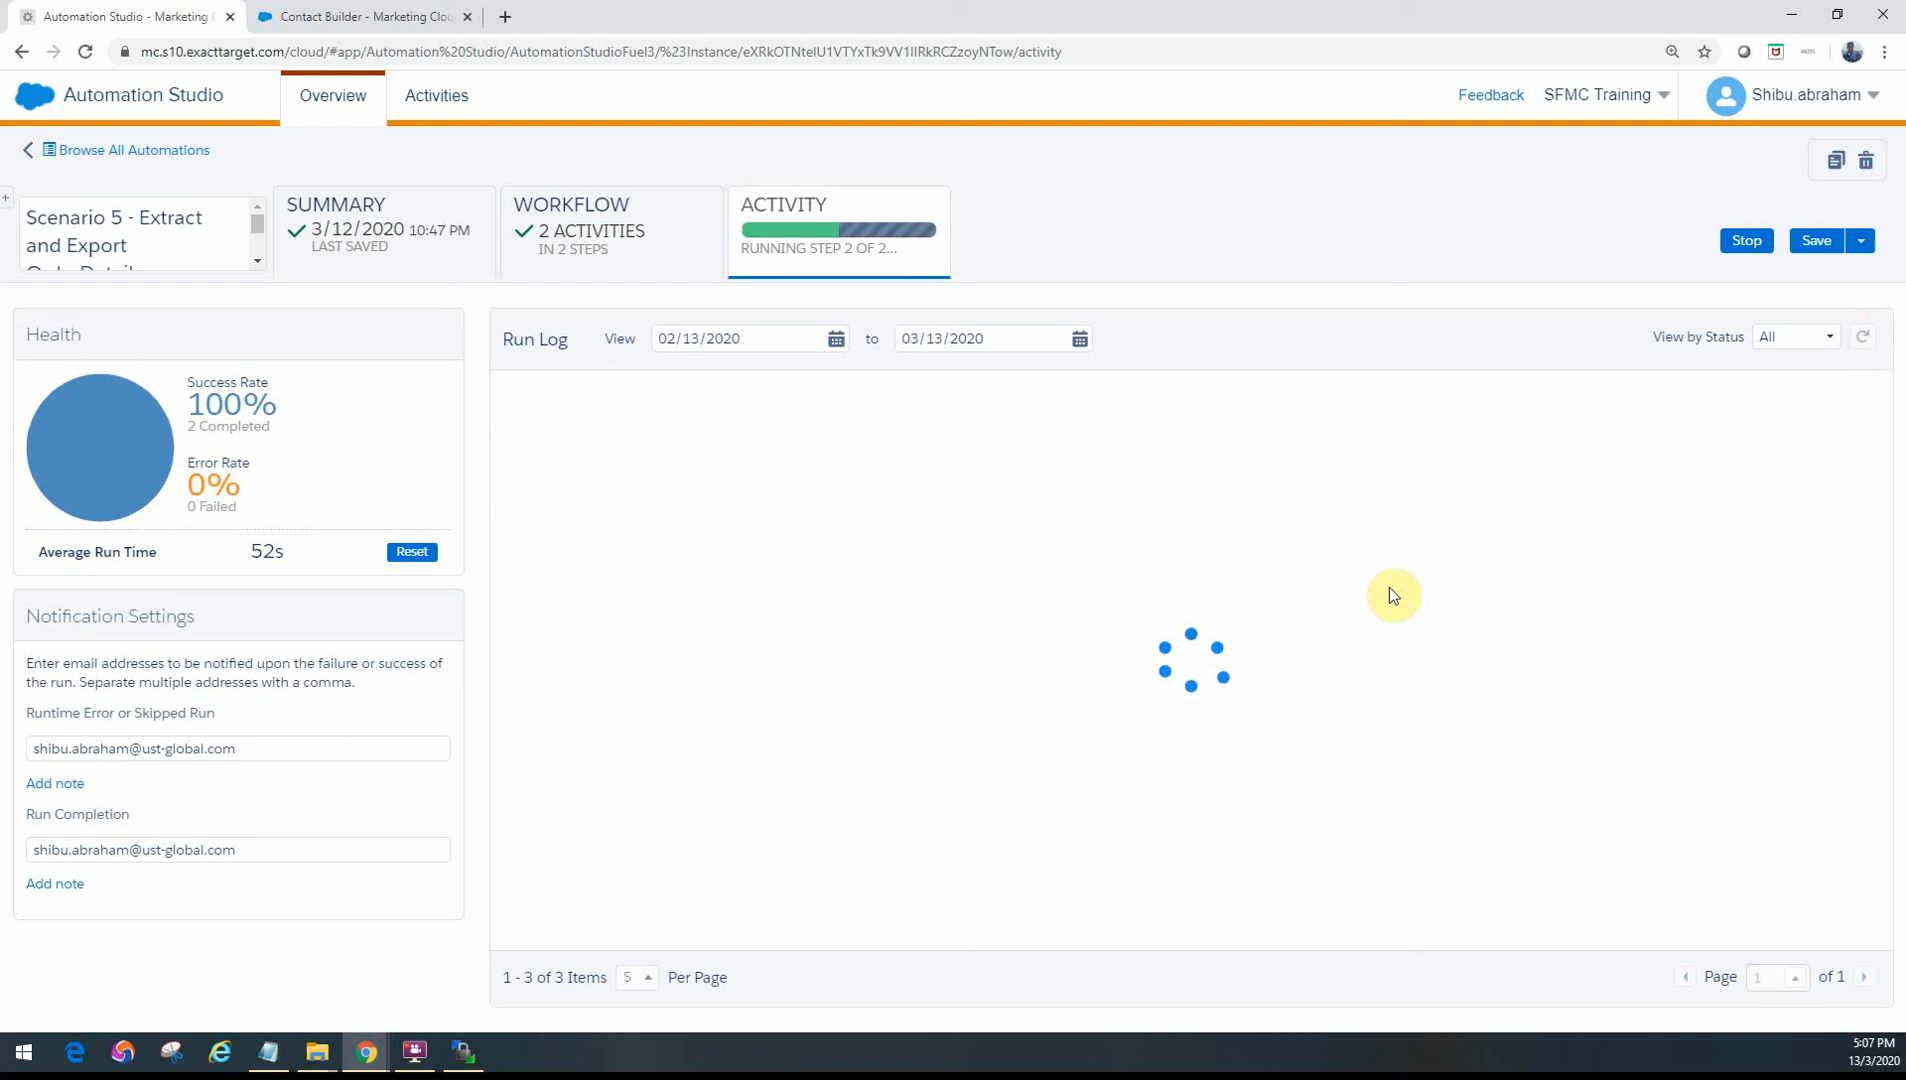 Automation Studio - Marketing C
Contact Builder - Marketing Clou
mc.s10.exacttarget.com/cloud/#app/Automation%20Studio/AutomationStudioFuel3/%23Instance/eXRkOTNtelU1VTYxTk9VV1lIRkRCZzoyNTow/activity
Automation Studio
Overview
Activities
Feedback
SFMC Training
Shibu.abraham
Browse All Automations
Scenario 5 - Extract
and Export
SUMMARY
3/12/2020 10:47 PM
LAST SAVED
WORKFLOW
2 ACTIVITIES
IN 2 STEPS
ACTIVITY
RUNNING STEP 2 OF 2...
Stop
Save
Health
Success Rate
100%
2 Completed
Error Rate
0%
0 Failed
Average Run Time
52s
Reset
Run Log
View
02/13/2020
to
03/13/2020
View by Status
All
Notification Settings
Enter email addresses to be notified upon the failure or success of
the run. Separate multiple addresses with a comma.
Runtime Error or Skipped Run
shibu.abraham@ust-global.com
Add note
Run Completion
shibu.abraham@ust-global.com
Add note
1 - 3 of 3 Items
5
Per Page
Page
1
of 1
5:07 PM
13/3/2020